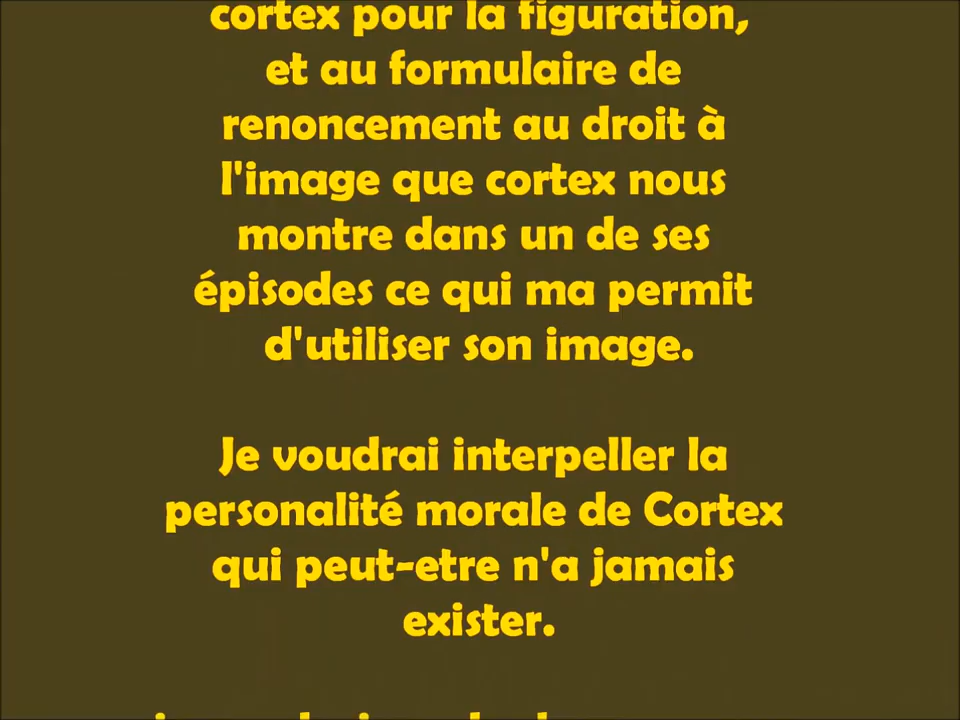 cortex pour la figuration,
et au formulaire de
renoncement au droit à
l'image que cortex nous
montre dans un de ses
épisodes ce qui ma permit
d'utiliser son image.
Je voudrai interpeller la
personalité morale de Cortex
qui peut-etre n'a jamais
exister.